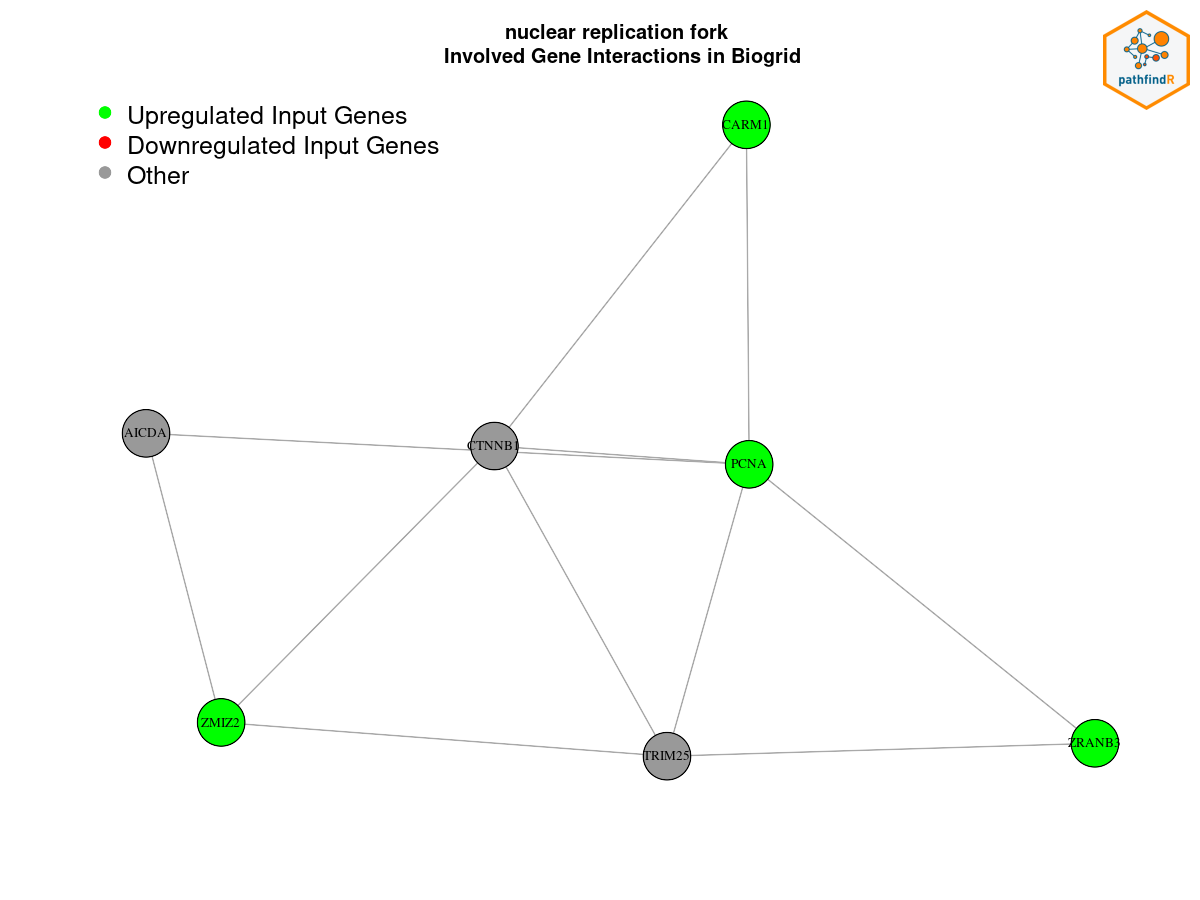 nuclear replication fork
Involved Gene Interactions in Biogrid
pathfindR
Upregulated Input Genes
Downregulated Input Genes
Other
CARM1
AICDA
CTNNB1
PCNA
ZMIZ2
TRIM25
ZRANB3